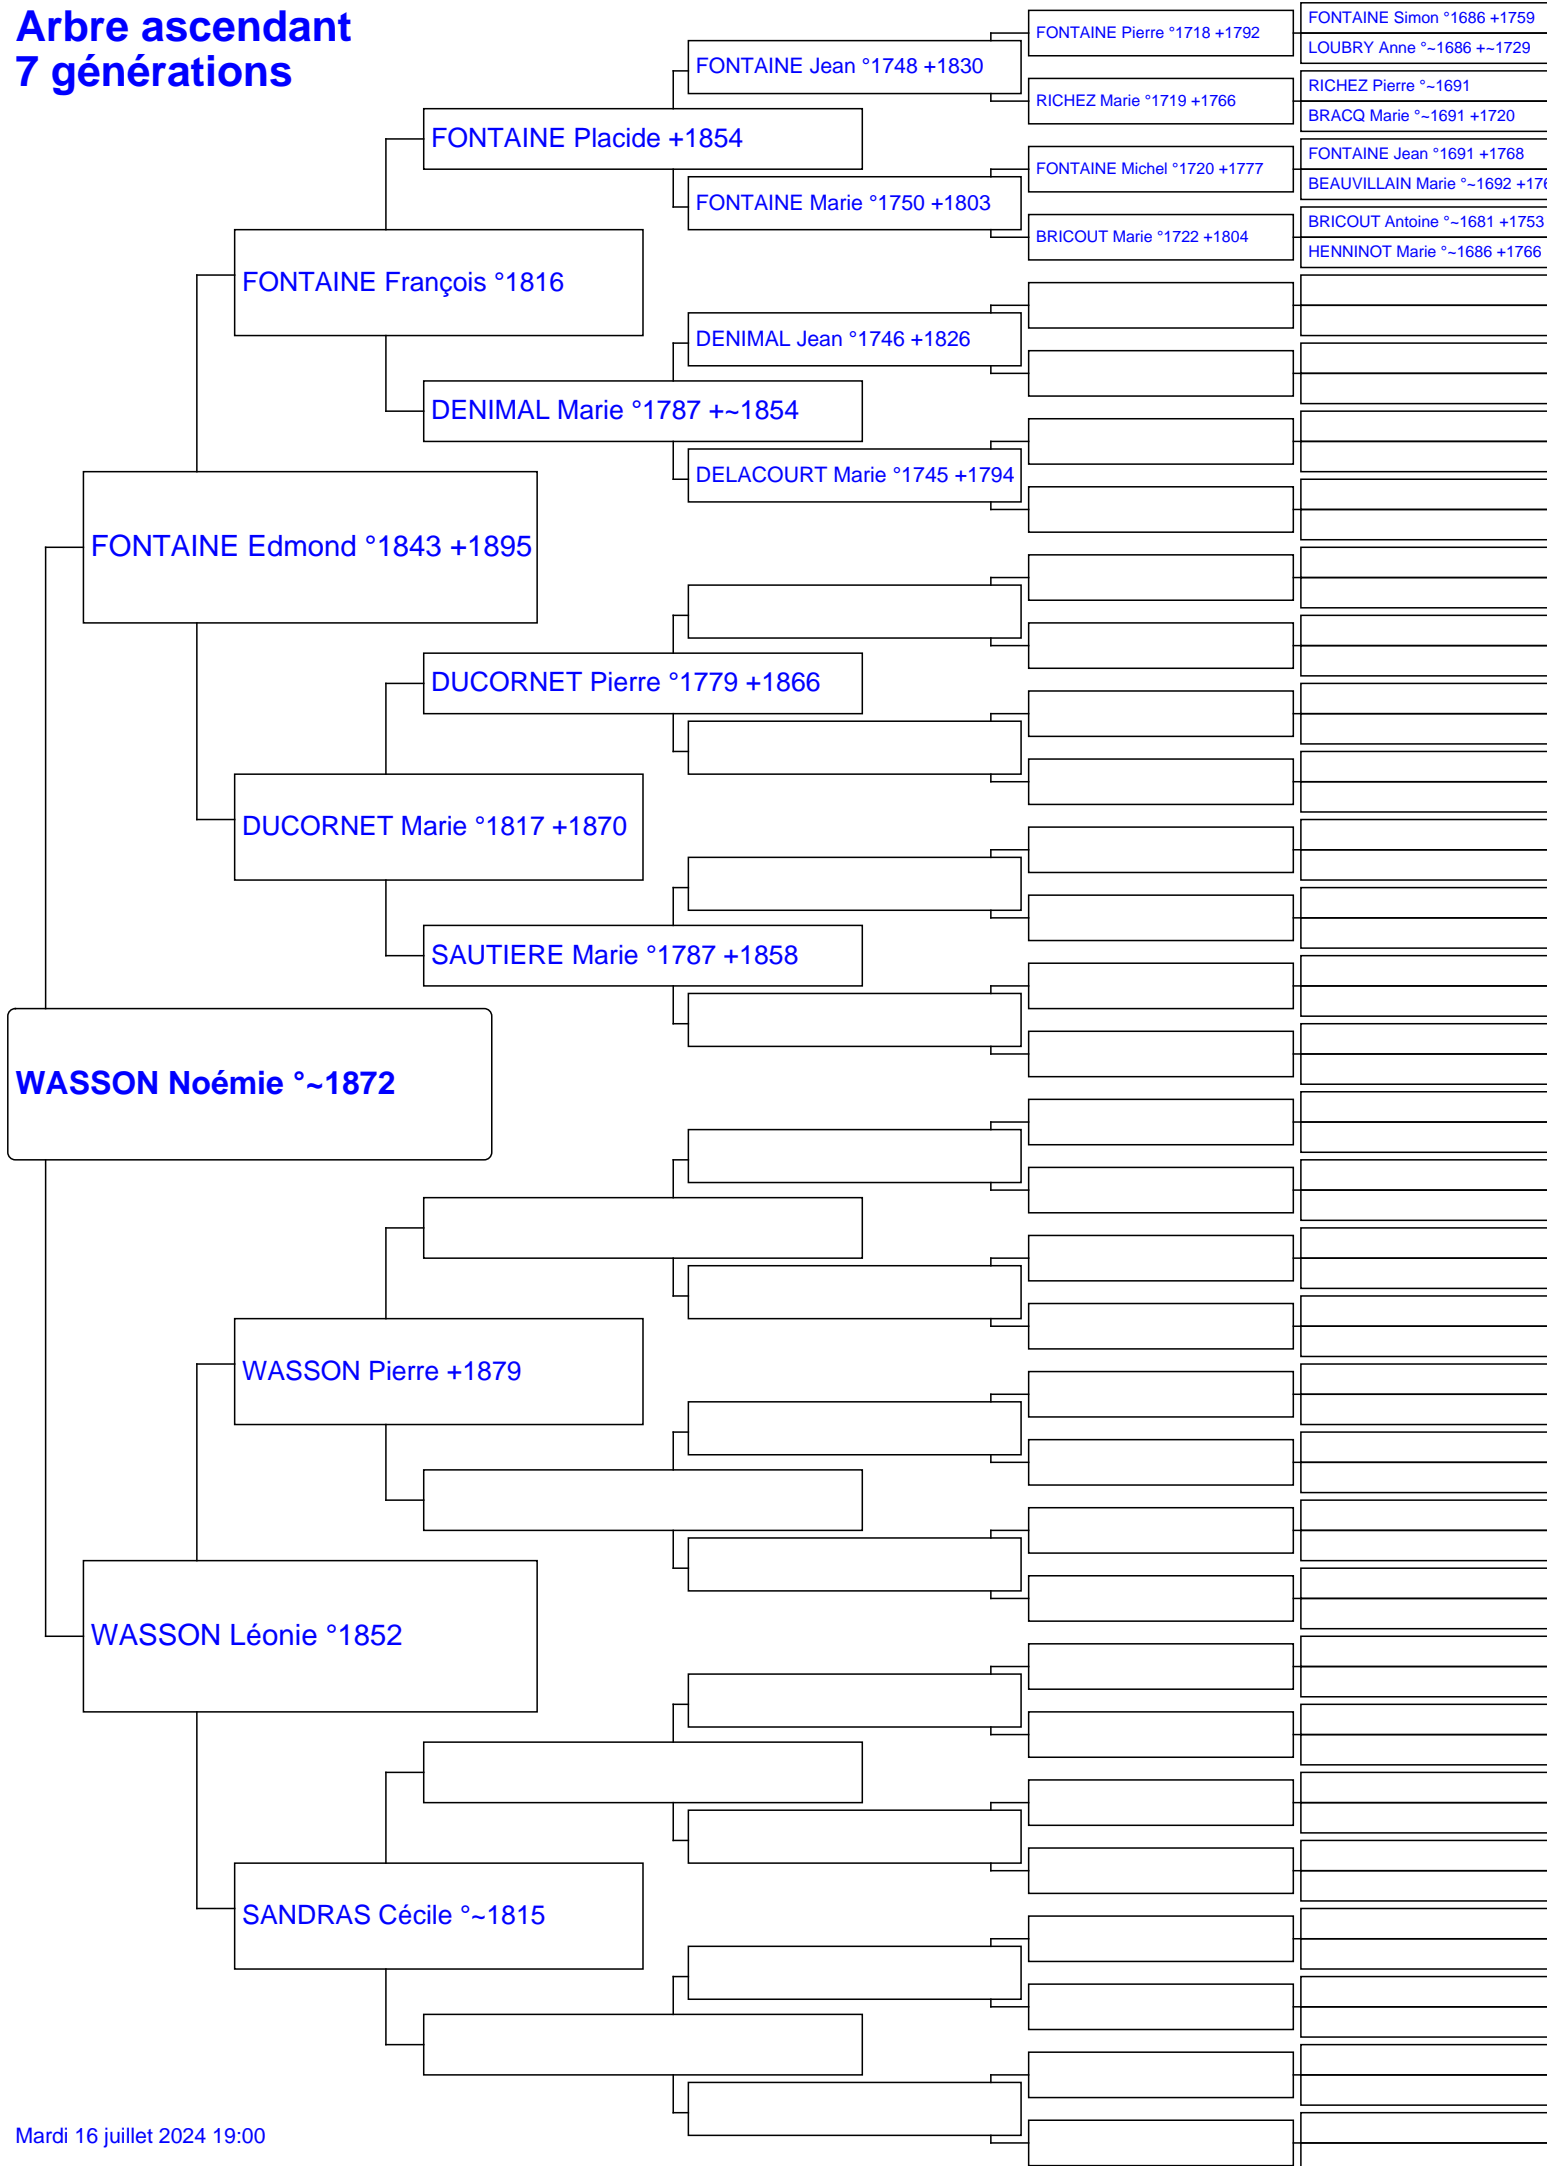 Arbre ascendant
7 générations
FONTAINE Simon °1686 +1759
FONTAINE Pierre °1718 +1792
LOUBRY Anne °~1686 +~1729
FONTAINE Jean °1748 +1830
RICHEZ Pierre °~1691
RICHEZ Marie °1719 +1766
BRACQ Marie °~1691 +1720
FONTAINE Placide +1854
FONTAINE Jean °1691 +1768
FONTAINE Michel °1720 +1777
BEAUVILLAIN Marie °~1692
FONTAINE Marie °1750 +1803
BRICOUT Antoine °~1681 +1753
BRICOUT Marie °1722 +1804
HENNINOT Marie °~1686 +1766
FONTAINE François °1816
DENIMAL Jean °1746 +1826
DENIMAL Marie °1787 +~1854
DELACOURT Marie °1745 +1794
FONTAINE Edmond °1843 +1895
DUCORNET Pierre °1779 +1866
DUCORNET Marie °1817 +1870
SAUTIERE Marie °1787 +1858
WASSON Noémie °~1872
WASSON Pierre +1879
WASSON Léonie °1852
SANDRAS Cécile °~1815
Mardi 16 juillet 2024 19:00